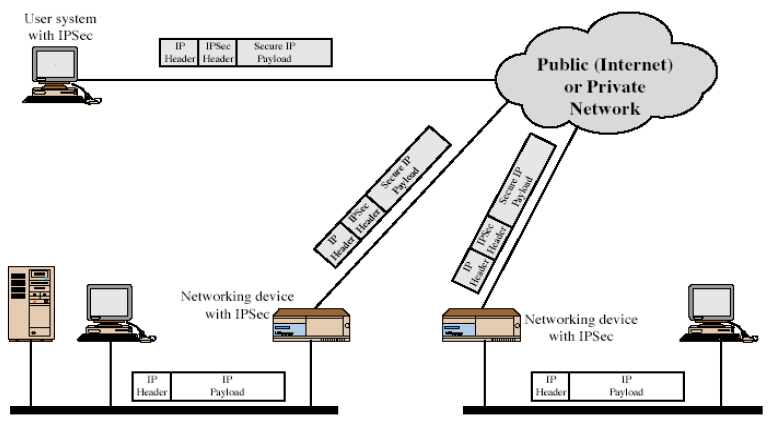 User system
with IPSec
IP
Header
IPSec
Header
Secure IP
Payload
Public (Internet)
or Private
Network
IP
Header
IPSec
Header
Secure IP
Payload
IP
Header
IPSec
Header
Secure IP
Payload
Networking device
with IPSec
Networking device
with IPSec
IP
Header
IP
Payload
IP
Header
IP
Payload